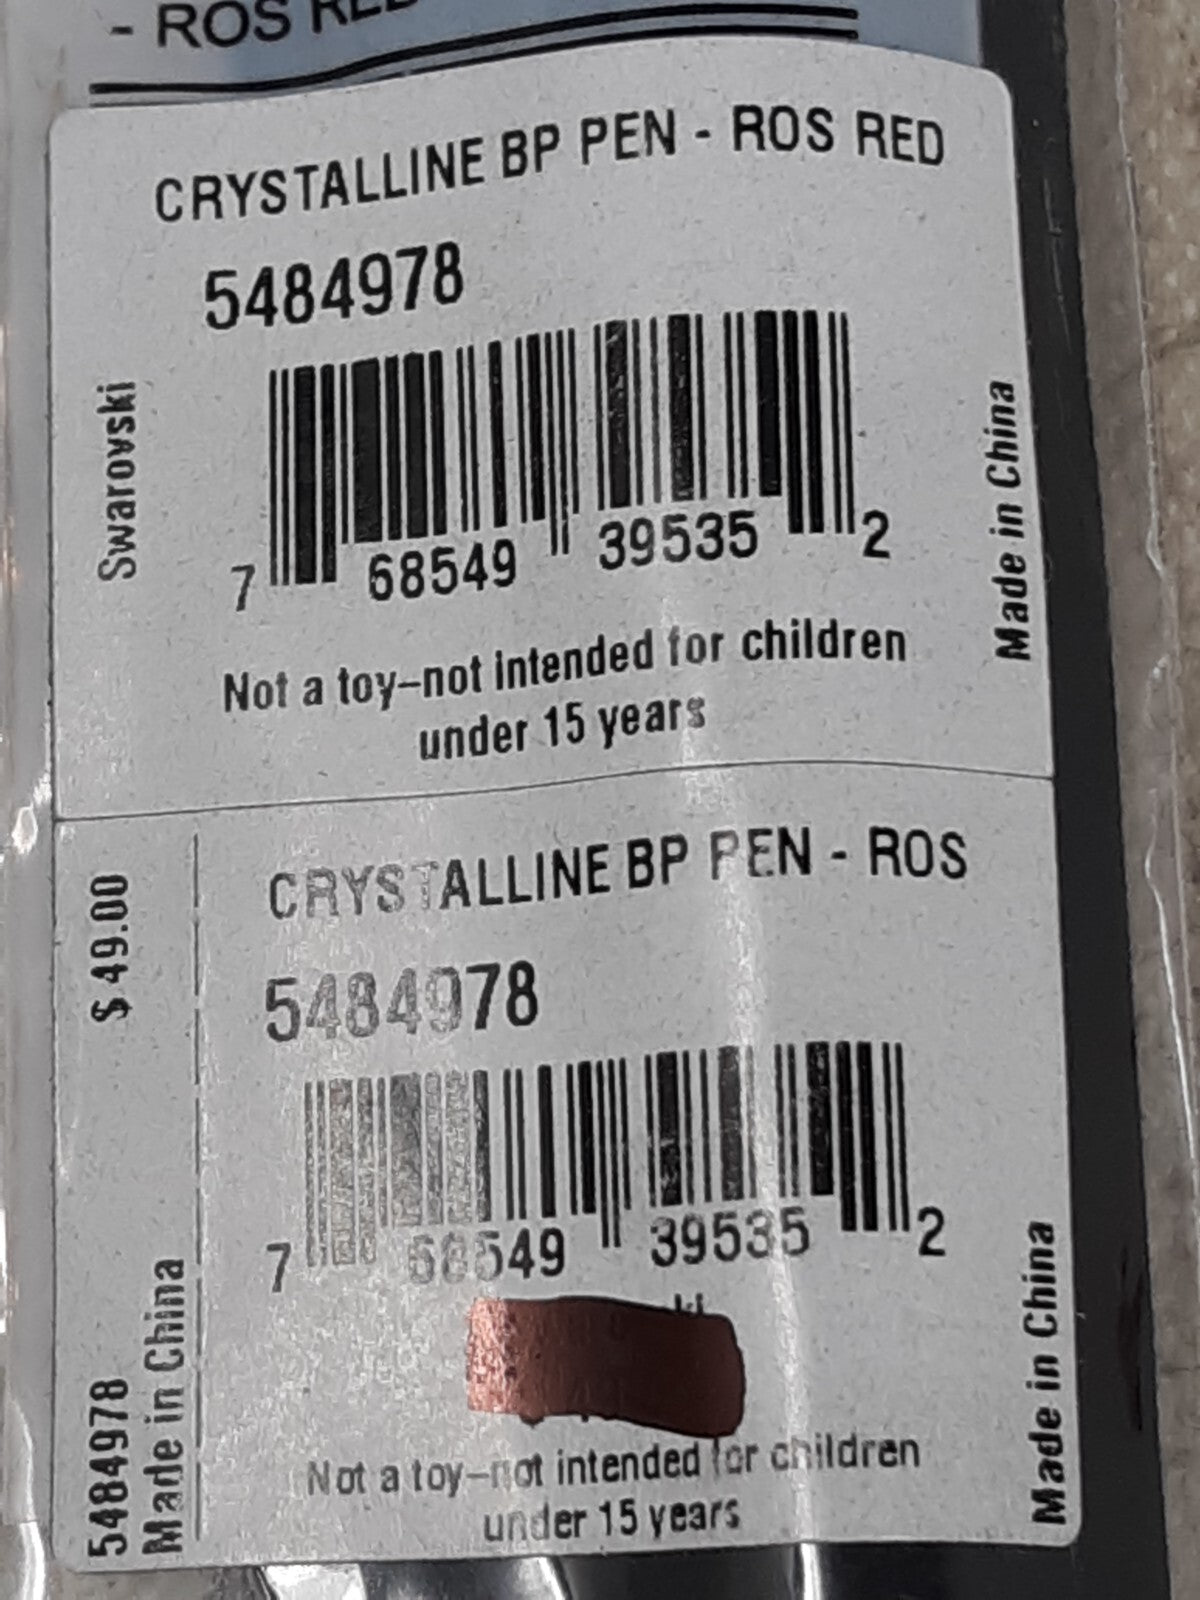 - ROS RED
CRYSTALLINE BP PEN - ROS RED
5484978
Swarovski
7 68549 39535 2
Made in China
Not a toy–not intended for children
under 15 years
$ 49.00
CRYSTALLINE BP PEN - ROS
5484978
7 68549 39535 2
5484978
Made in China
Made in China
Not a toy–not intended for children
under 15 years